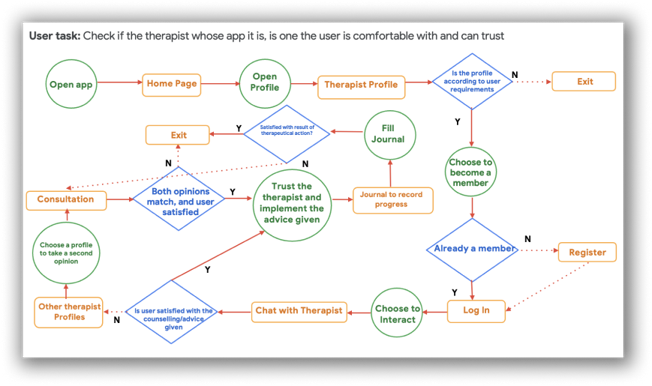 User task: Check if the therapist whose app it is, is one the user is comfortable with and can trust
Open app
Home Page
Open
Profile
Therapist Profile
Is the profile
according to user
requirements
N
Exit
Y
Exit
Y
Satisfied with result of
therapeutical action?
N
Fill
Journal
Choose to
become a
member
N
Consultation
Both opinions
match, and user
satisfied
Y
Trust the
therapist and
implement the
advice given
Journal to record
progress
Choose a profile
to take a second
opinion
Already a member
N
Register
Y
Y
Other therapist
Profiles
N
Is user satisfied with the
counselling/advice
given
Chat with Therapist
Choose to
Interact
Log In